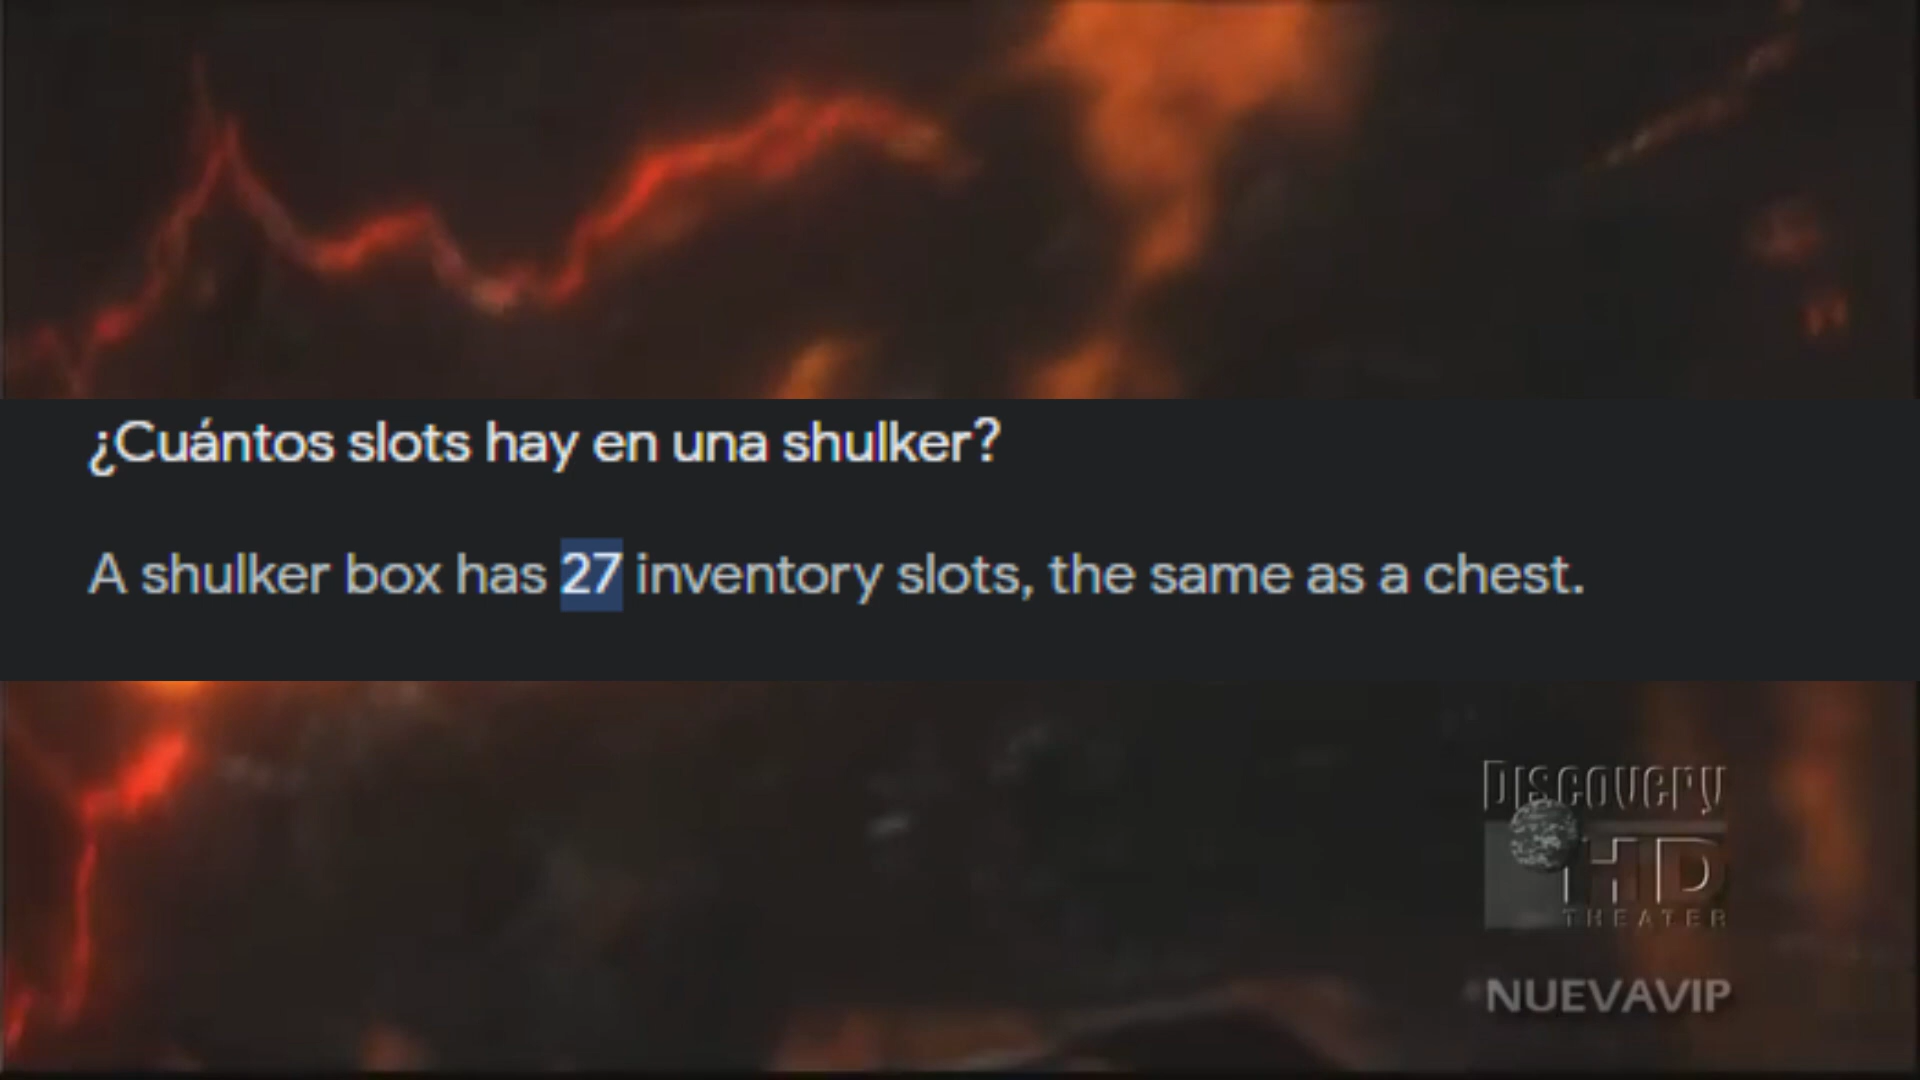 ¿Cuántos slots hay en una shulker?
A shulker box has 27 inventory slots, the same as a chest.
Discovery
HD
THEATER
NUEVAVIP